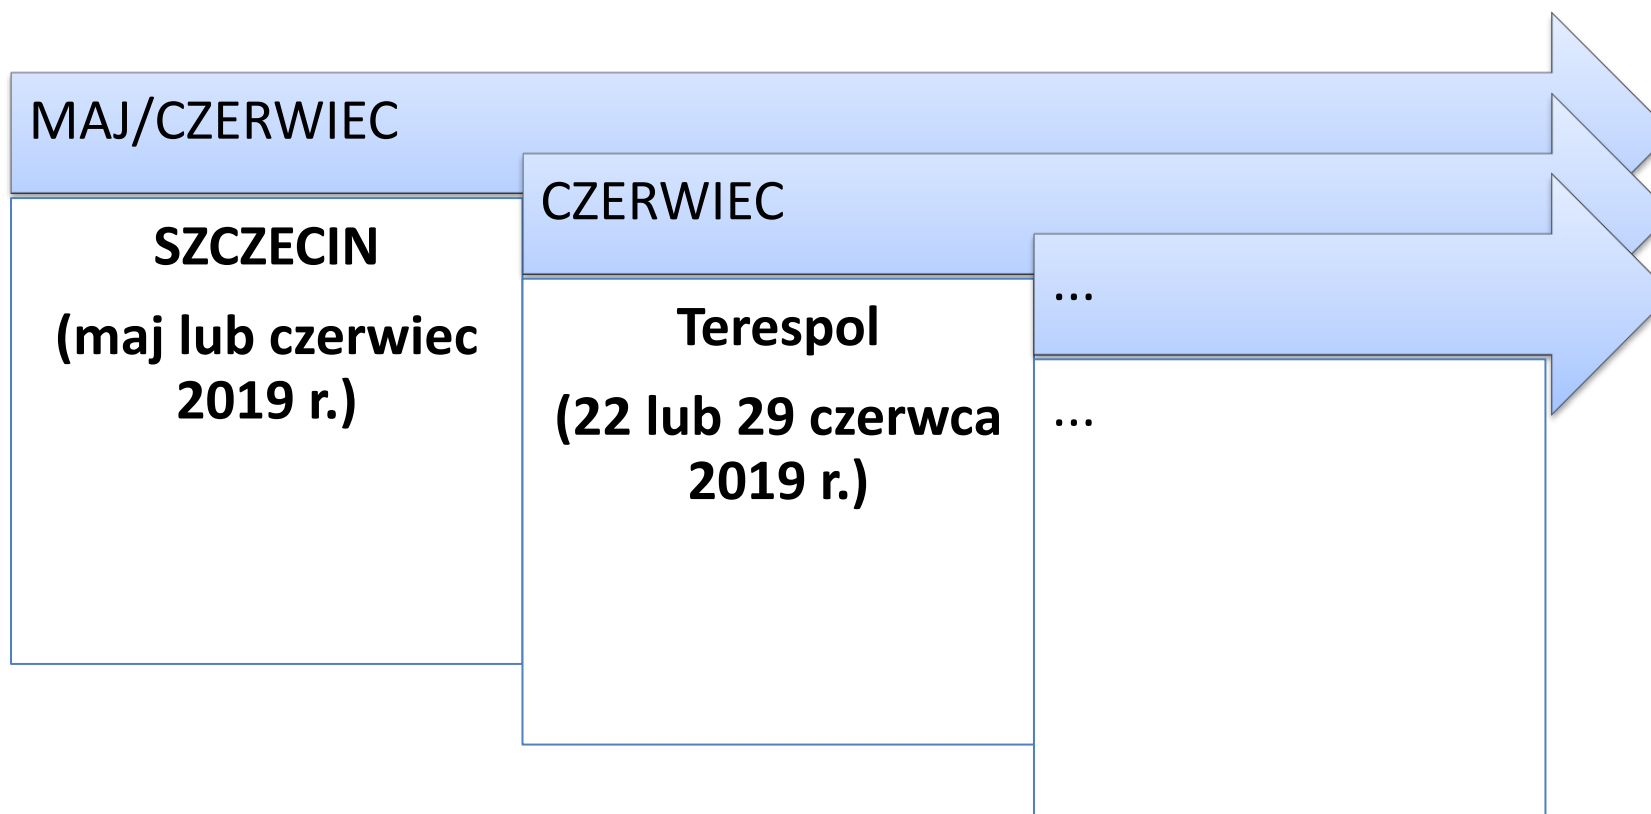 MAJ/CZERWIEC
SZCZECIN
(maj lub czerwiec
2019 r.)
CZERWIEC
Terespol
(22 lub 29 czerwca
2019 r.)
...
...